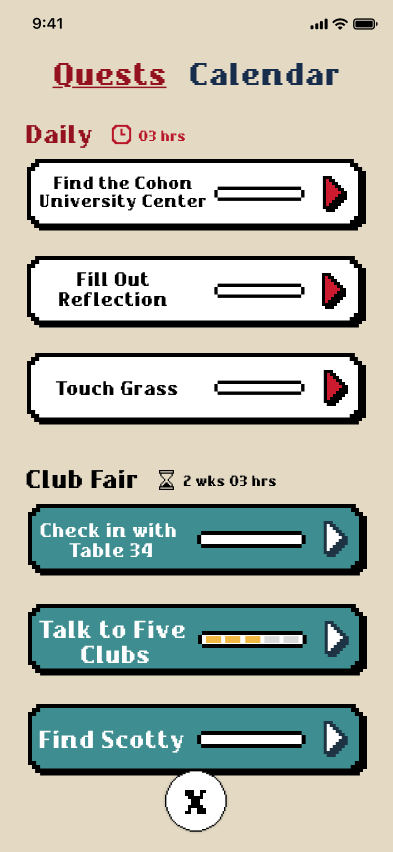 9:41
Quests Calendar
Daily 03 hrs
Find the Cohon
University Center
Fill Out
Reflection
Touch Grass
Club Fair 2 wks 03 hrs
Check in with
Table 34
Talk to Five
Clubs
Find Scotty
X